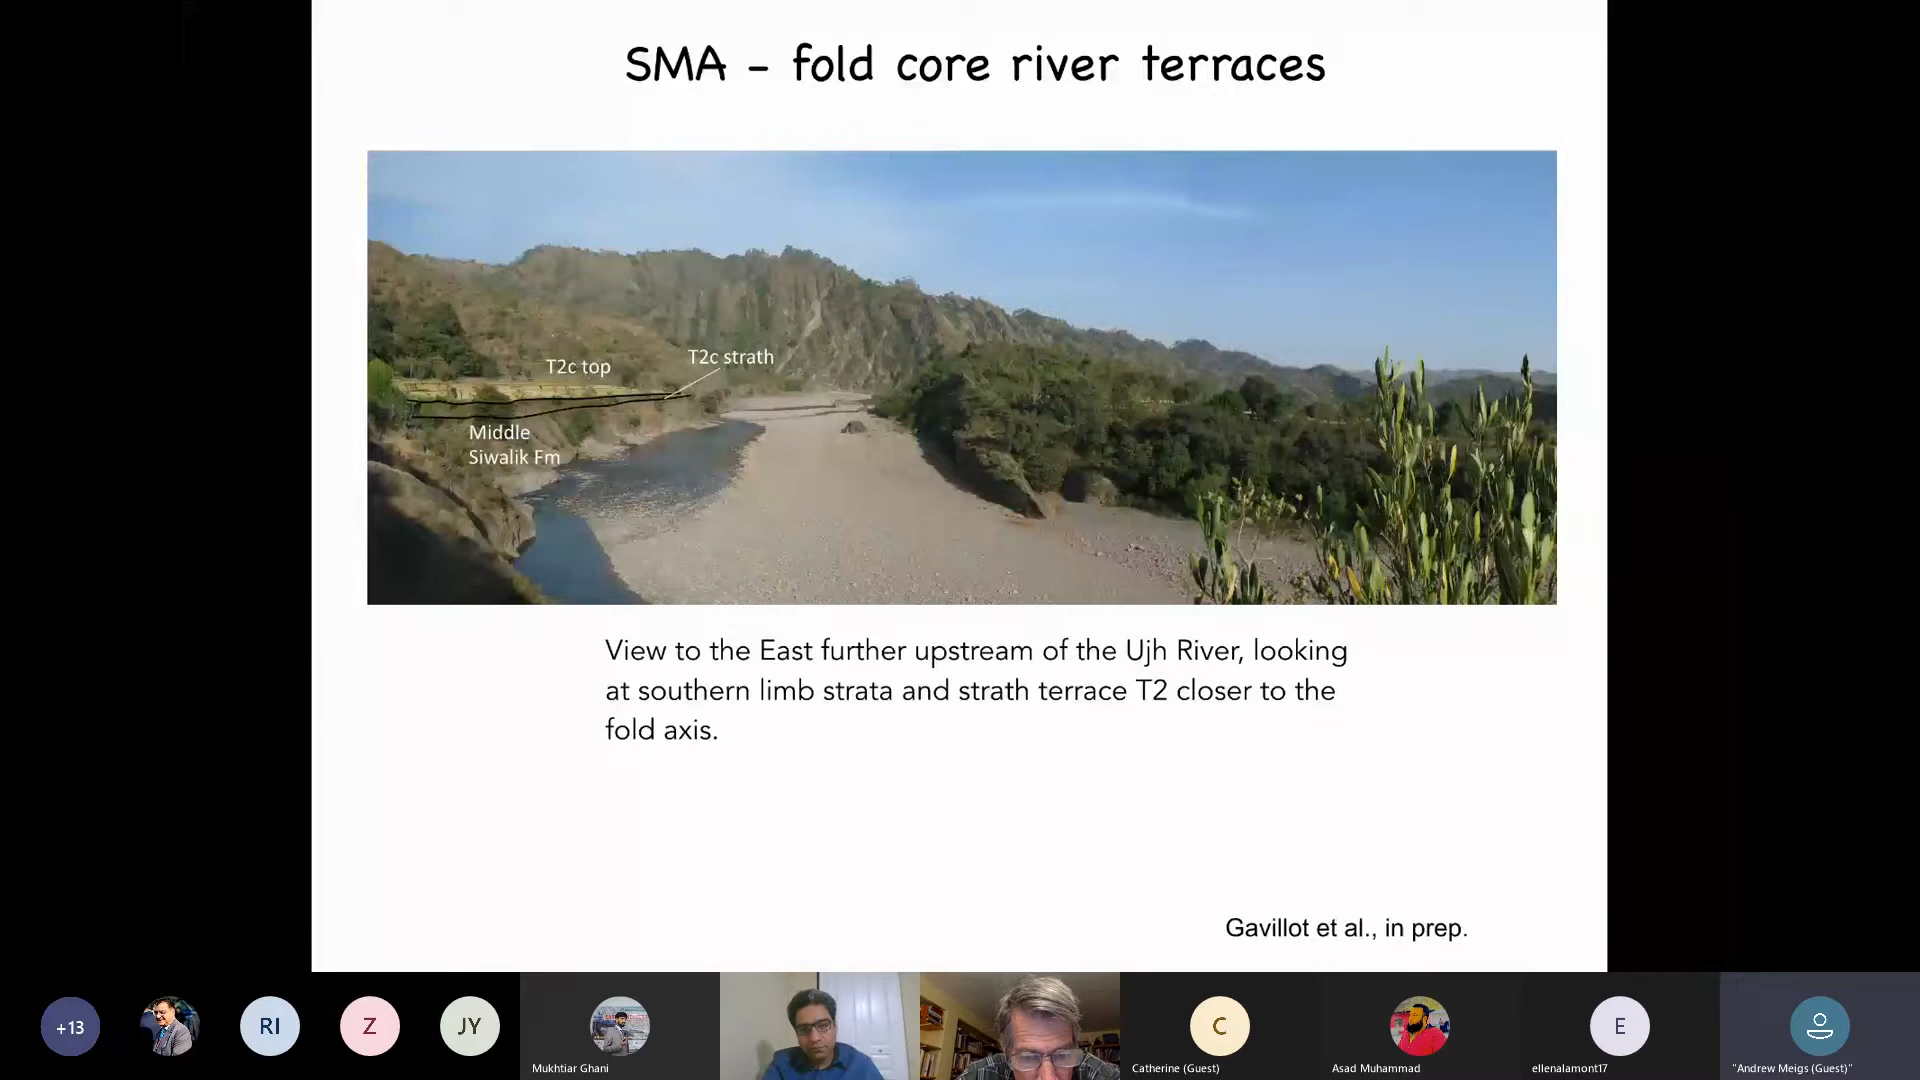 SMA - fold core river terraces
T2c top
T2c strath
Middle
Siwalik Fm
View to the East further upstream of the Ujh River, looking
at southern limb strata and strath terrace T2 closer to the
fold axis.
Gavillot et al., in prep.
+13
RI
Z
JY
Mukhtiar Ghani
C
Catherine (Guest)
Asad Muhammad
E
ellenalamont17
"Andrew Meigs (Guest)"